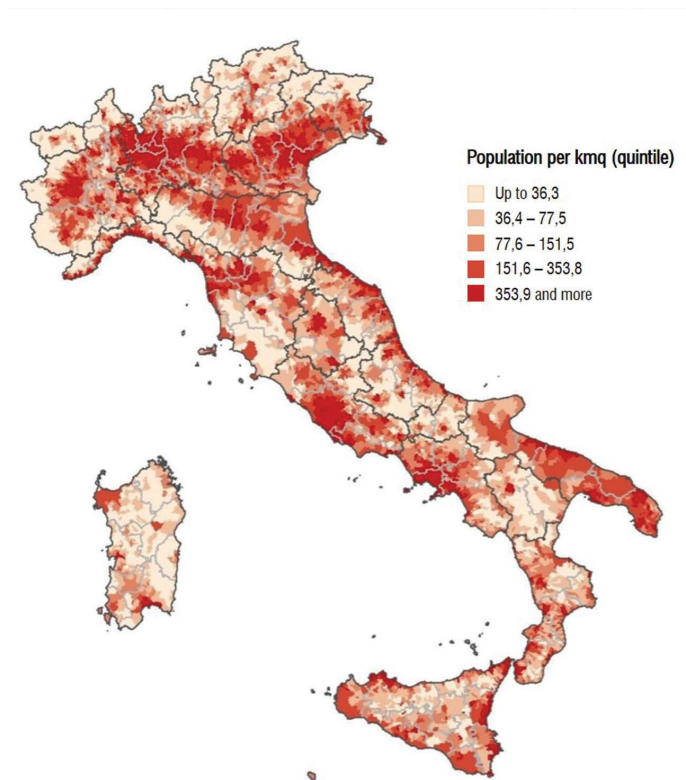 Population per kmq (quintile)
Up to 36,3
36,4 – 77,5
77,6 – 151,5
151,6 – 353,8
353,9 and more